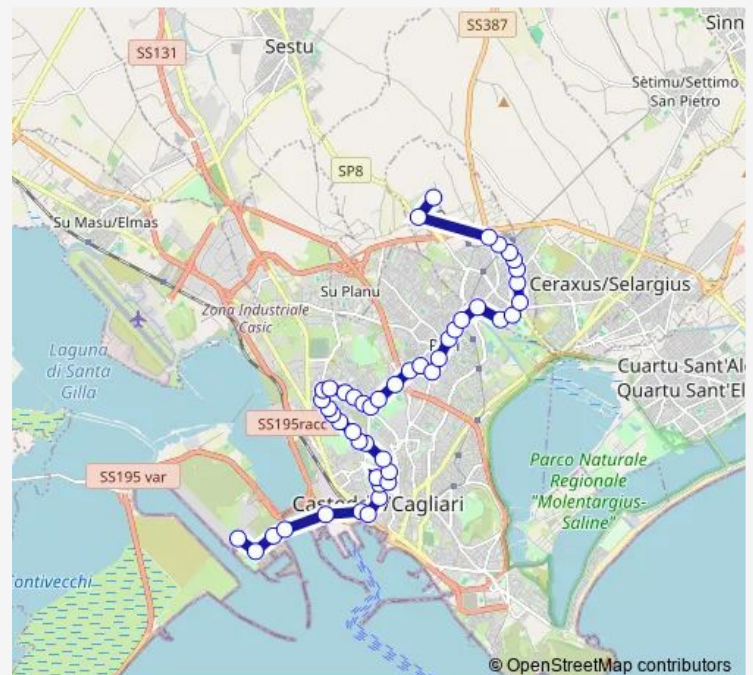 SS387
Sìnn
SS131
Sestu
Sètimu/Settimo
San Pietro
SP8
Su Masu/Elmas
Ceraxus/Selargius
Su Planu
Zona Industriale
Casic
Laguna
di Santa
Gilla
Cuartu Sant'Al
Quartu Sant'El
SS195racc
Parco Naturale
Regionale
"Molentargius-
Saline"
SS195 var
/Cagliari
ontivecchi
© OpenStreetMap contributors